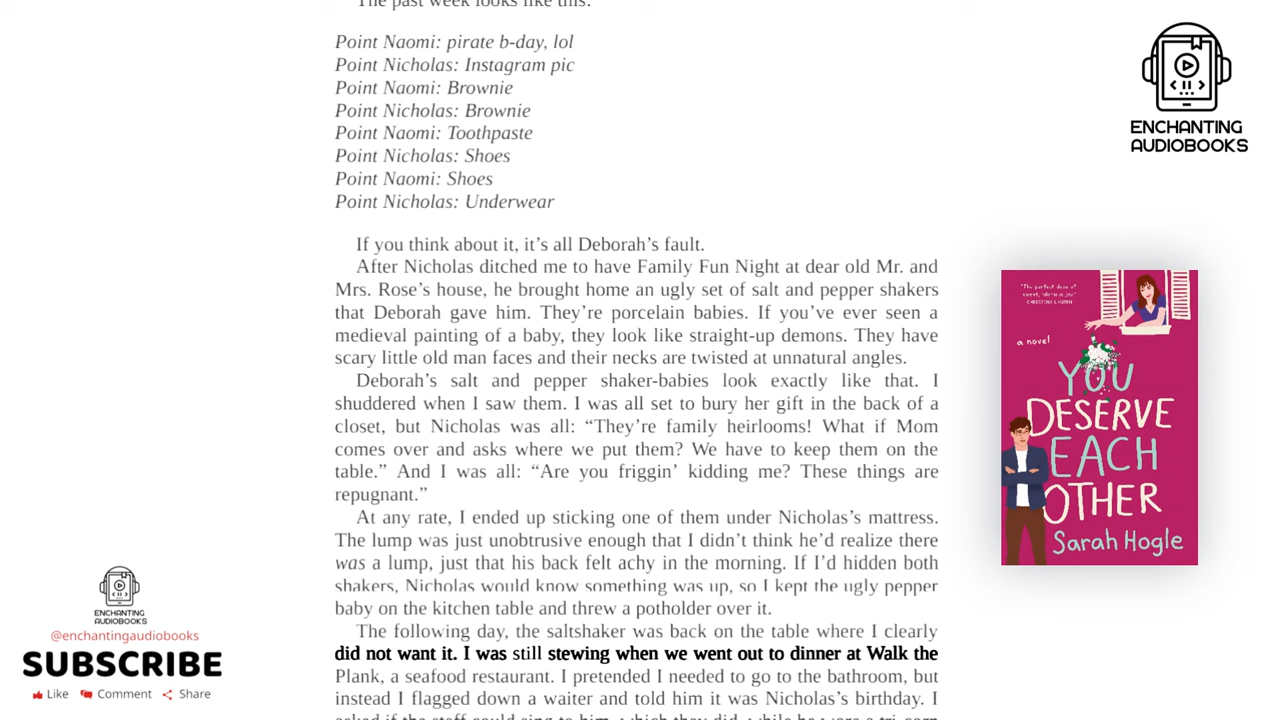 The past week looks like this:
Point Naomi: pirate b-day, lol
Point Nicholas: Instagram pic
Point Naomi: Brownie
Point Nicholas: Brownie
Point Naomi: Toothpaste
Point Nicholas: Shoes
Point Naomi: Shoes
Point Nicholas: Underwear
If you think about it, it's all Deborah's fault.
After Nicholas ditched me to have Family Fun Night at dear old Mr. and
Mrs. Rose's house, he brought home an ugly set of salt and pepper shakers
that Deborah gave him. They're porcelain babies. If you've ever seen a
medieval painting of a baby, they look like straight-up demons. They have
scary little old man faces and their necks are twisted at unnatural angles.
Deborah's salt and pepper shaker-babies look exactly like that. I
shuddered when I saw them. I was all set to bury her gift in the back of a
closet, but Nicholas was all: “They're family heirlooms! What if Mom
comes over and asks where we put them? We have to keep them on the
table.” And I was all: “Are you friggin' kidding me? These things are
repugnant.”
At any rate, I ended up sticking one of them under Nicholas's mattress.
The lump was just unobtrusive enough that I didn't think he'd realize there
was a lump, just that his back felt achy in the morning. If I'd hidden both
shakers, Nicholas would know something was up, so I kept the ugly pepper
baby on the kitchen table and threw a potholder over it.
The following day, the saltshaker was back on the table where I clearly
did not want it. I was still stewing when we went out to dinner at Walk the
Plank, a seafood restaurant. I pretended I needed to go to the bathroom, but
instead I flagged down a waiter and told him it was Nicholas's birthday. I
asked if the staff could sing to him, which they did, while he wore a tri-corn
ENCHANTING
AUDIOBOOKS
a novel
YOU
DESERVE
EACH
OTHER
Sarah Hogle
ENCHANTING
AUDIOBOOKS
@enchantingaudiobooks
SUBSCRIBE
Like
Comment
Share